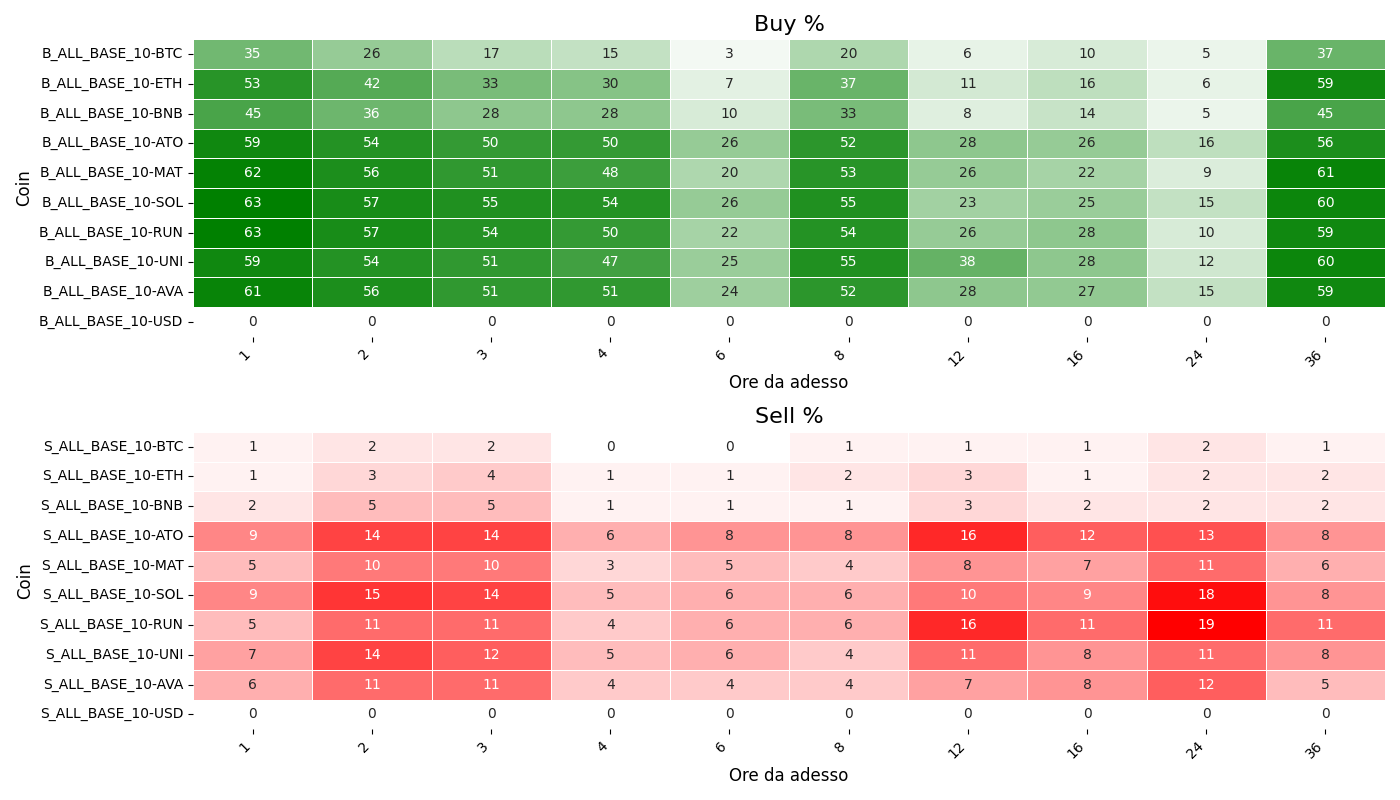 Buy %
Coin
B_ALL_BASE_10-BTC 35 26 17 15 3 20 6 10 5 37
B_ALL_BASE_10-ETH 53 42 33 30 7 37 11 16 6 59
B_ALL_BASE_10-BNB 45 36 28 28 10 33 8 14 5 45
B_ALL_BASE_10-ATO 59 54 50 50 26 52 28 26 16 56
B_ALL_BASE_10-MAT 62 56 51 48 20 53 26 22 9 61
B_ALL_BASE_10-SOL 63 57 55 54 26 55 23 25 15 60
B_ALL_BASE_10-RUN 63 57 54 50 22 54 26 28 10 59
B_ALL_BASE_10-UNI 59 54 51 47 25 55 38 28 12 60
B_ALL_BASE_10-AVA 61 56 51 51 24 52 28 27 15 59
B_ALL_BASE_10-USD 0 0 0 0 0 0 0 0 0 0
1 2 3 4 6 8 12 16 24 36
Ore da adesso
Sell %
Coin
S_ALL_BASE_10-BTC 1 2 2 0 0 1 1 1 2 1
S_ALL_BASE_10-ETH 1 3 4 1 1 2 3 1 2 2
S_ALL_BASE_10-BNB 2 5 5 1 1 1 3 2 2 2
S_ALL_BASE_10-ATO 9 14 14 6 8 8 16 12 13 8
S_ALL_BASE_10-MAT 5 10 10 3 5 4 8 7 11 6
S_ALL_BASE_10-SOL 9 15 14 5 6 6 10 9 18 8
S_ALL_BASE_10-RUN 5 11 11 4 6 6 16 11 19 11
S_ALL_BASE_10-UNI 7 14 12 5 6 4 11 8 11 8
S_ALL_BASE_10-AVA 6 11 11 4 4 4 7 8 12 5
S_ALL_BASE_10-USD 0 0 0 0 0 0 0 0 0 0
1 2 3 4 6 8 12 16 24 36
Ore da adesso